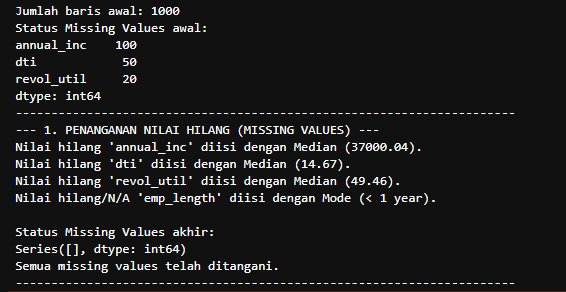 Jumlah baris awal: 1000
Status Missing Values awal:
annual_inc    100
dti            50
revol_util     20
dtype: int64
-----------------------------------------------------------------------
--- 1. PENANGANAN NILAI HILANG (MISSING VALUES) ---
Nilai hilang 'annual_inc' diisi dengan Median (37000.04).
Nilai hilang 'dti' diisi dengan Median (14.67).
Nilai hilang 'revol_util' diisi dengan Median (49.46).
Nilai hilang/N/A 'emp_length' diisi dengan Mode (< 1 year).

Status Missing Values akhir:
Series([], dtype: int64)
Semua missing values telah ditangani.
-----------------------------------------------------------------------